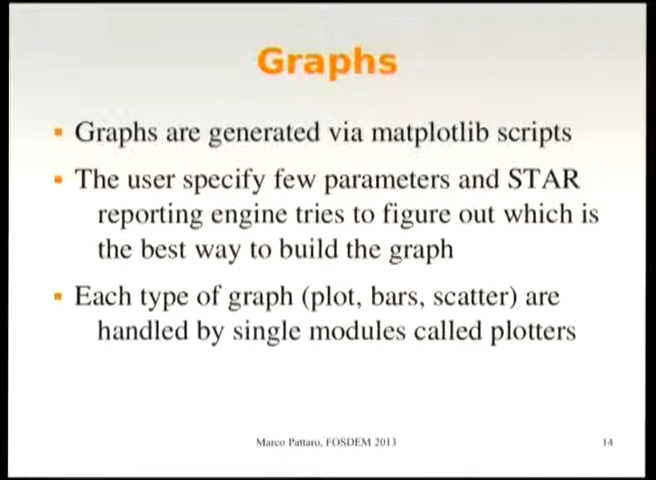 Graphs
Graphs are generated via matplotlib scripts
The user specify few parameters and STAR
reporting engine tries to figure out which is
the best way to build the graph
Each type of graph (plot, bars, scatter) are
handled by single modules called plotters
Marco Pattaro, FOSDEM 2013
14